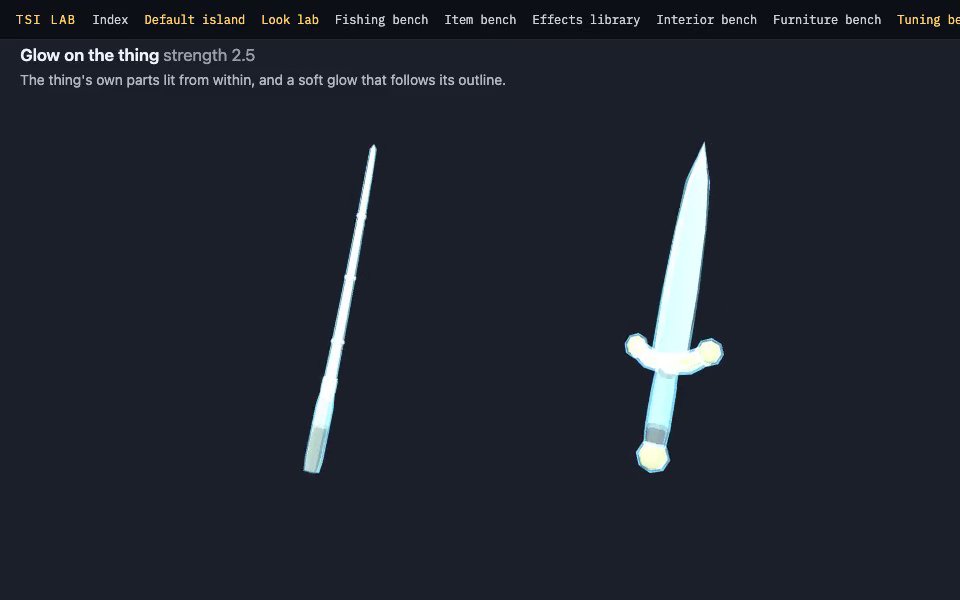 TSI LAB Index Default island Look lab Fishing bench Item bench Effects library Interior bench Furniture bench Tuning be
Glow on the thing strength 2.5
The thing's own parts lit from within, and a soft glow that follows its outline.